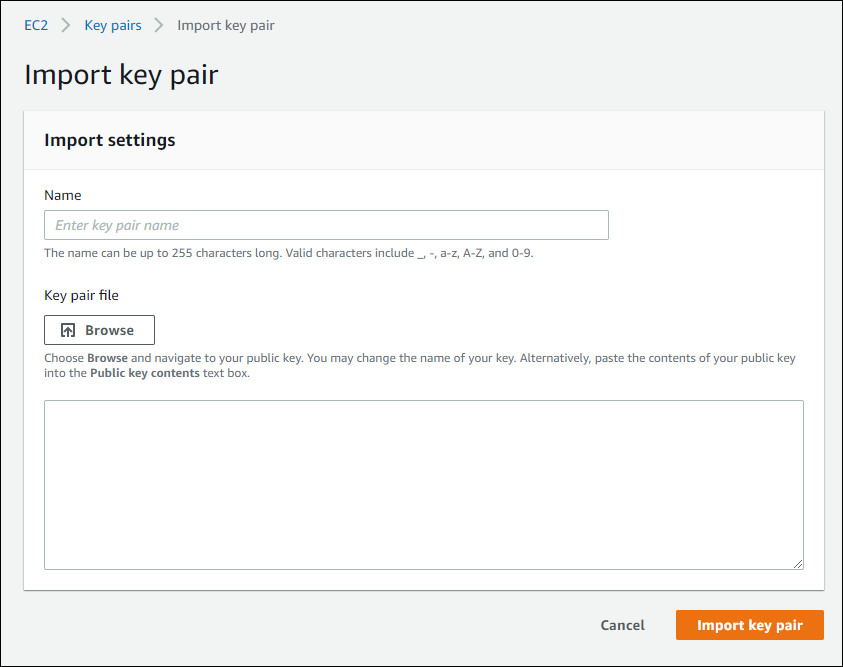 EC2 > Key pairs > Import key pair
Import key pair
Import settings
Name
Enter key pair name
The name can be up to 255 characters long. Valid characters include _, -, a-z, A-Z, and 0-9.
Key pair file
Browse
Choose Browse and navigate to your public key. You may change the name of your key. Alternatively, paste the contents of your public key
into the Public key contents text box.
Cancel
Import key pair